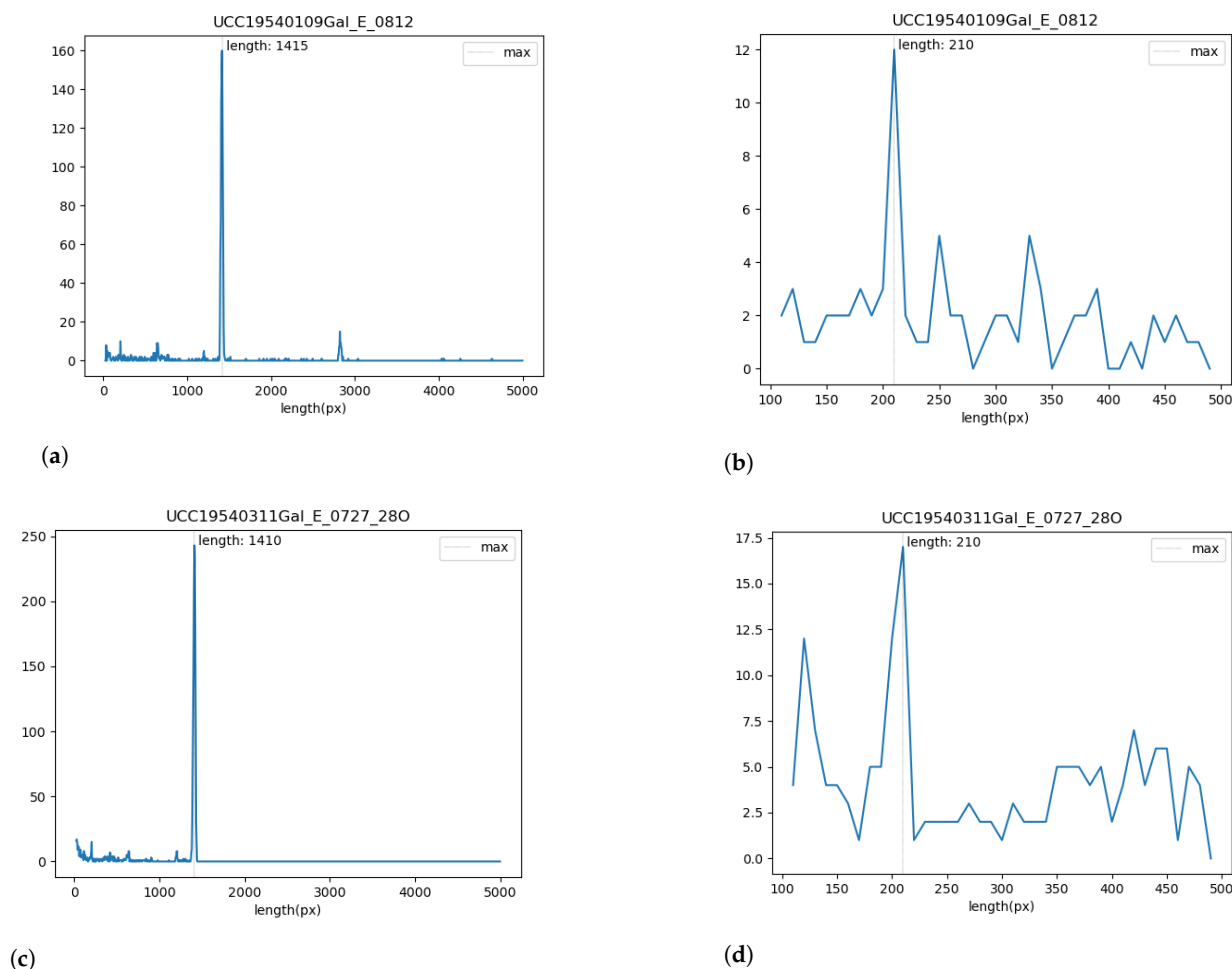 UCC19540109Gal_E_0812
length: 1415
max
160
140
120
100
80
60
40
20
0
0 1000 2000 3000 4000 5000
length(px)
(a)
UCC19540109Gal_E_0812
length: 210
max
12
10
8
6
4
2
0
100 150 200 250 300 350 400 450 500
length(px)
(b)
UCC19540311Gal_E_0727_28O
length: 1410
max
250
200
150
100
50
0
0 1000 2000 3000 4000 5000
length(px)
(c)
UCC19540311Gal_E_0727_28O
length: 210
max
17.5
15.0
12.5
10.0
7.5
5.0
2.5
0.0
100 150 200 250 300 350 400 450 500
length(px)
(d)